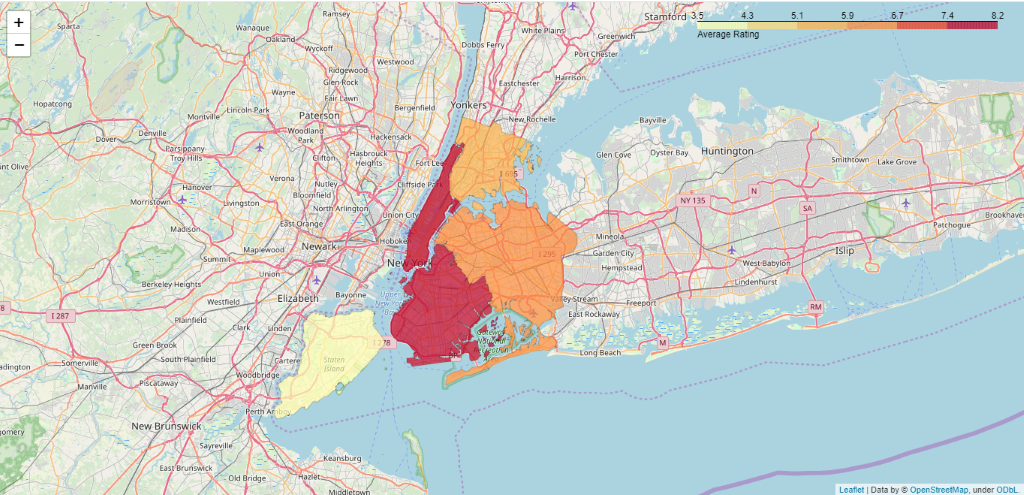 +
−
3.5 4.3 5.1 5.9 6.7 7.4 8.2
Average Rating
Sparta
Ramsey
Stamford
Wanaque
Oakland
Wyckoff
White Plains
Greenwich
Dobbs Ferry
Port Chester
Ridgewood
Westwood
Glen Rock
Eastchester
Harrison
Hopatcong
Wayne
Fair Lawn
Bergenfield
Yonkers
Lincoln Park
Montville
Paterson
New Rochelle
Bayville
Denville
Dover
Woodland
Park
Hackensack
Parsippany
Troy Hills
Clifton
Hasbrouck
Heights
Fort Lee
Glen Cove
Oyster Bay
Huntington
Smithtown
Lake Grove
Verona
Hanover
Nutley
Cliffside Park
I 695
N
Morristown
Livingston
Bloomfield
North Arlington
NY 135
SA
East Orange
Union City
Brookhaven
Madison
Patchogue
Maplewood
Newark
Hoboken
Mineola
Garden City
Islip
Summit
New York
I 295
Hempstead
West Babylon
Union
Berkeley Heights
Lindenhurst
Elizabeth
Bayonne
Valley Stream
Freeport
Westfield
RM
I 287
Plainfield
Linden
East Rockaway
Clark
Green Brook
I 278
M
South Plainfield
Carteret
Staten
Island
Long Beach
Somerville
Woodbridge
Manville
Piscataway
Perth Amboy
New Brunswick
Sayreville
Keansburg
East Brunswick
Old Bridge
Hazlet
Middletown
Leaflet | Data by © OpenStreetMap, under ODbL.